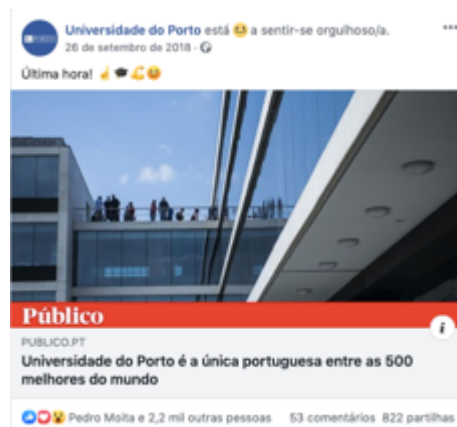 Universidade do Porto está 😀 a sentir-se orgulhoso/a.
26 de setembro de 2018 ·
Última hora! ☝️🎓💪😀
Público
i
PUBLICO.PT
Universidade do Porto é a única portuguesa entre as 500
melhores do mundo
Pedro Moita e 2,2 mil outras pessoas 53 comentários 822 partilhas